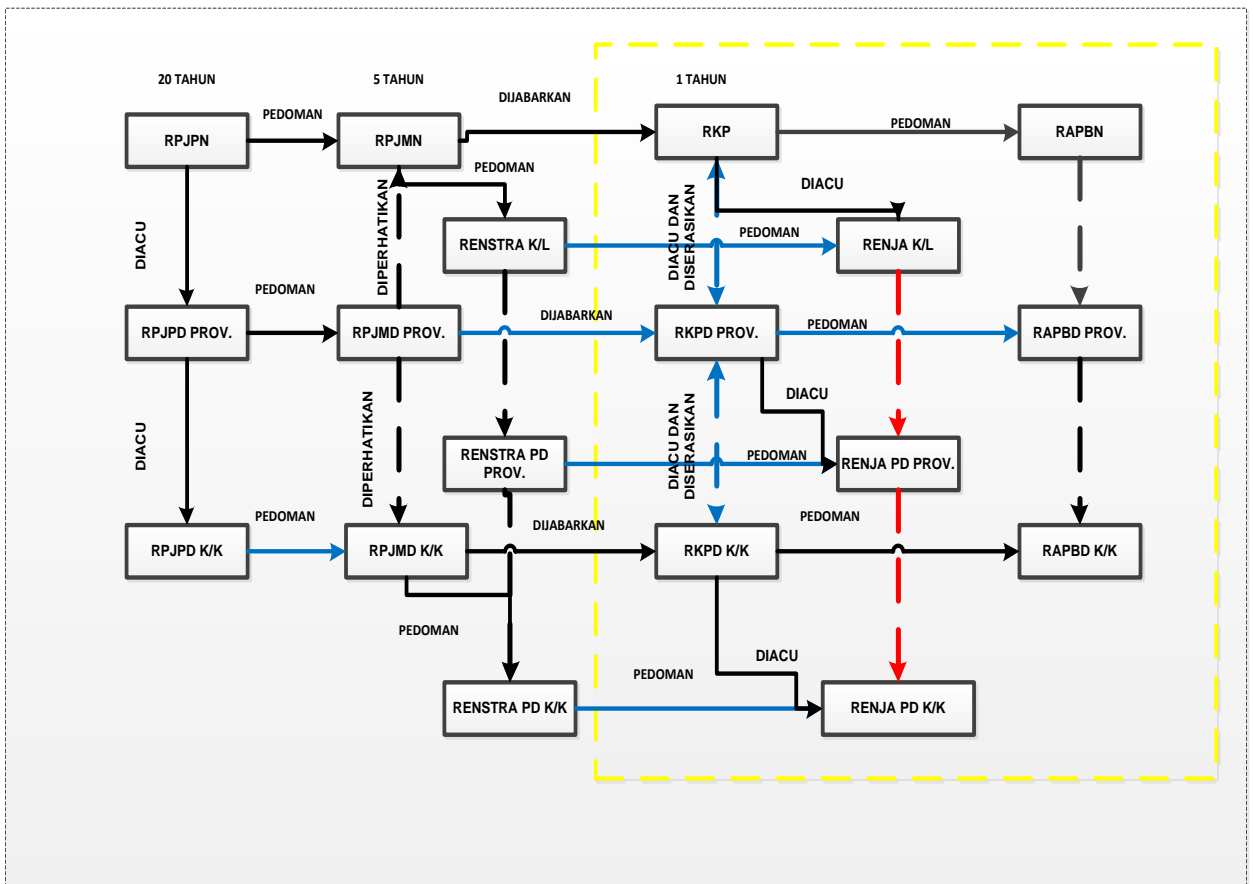 20 TAHUN
5 TAHUN
1 TAHUN
DIJABARKAN
PEDOMAN
PEDOMAN
RPJPN
RPJMN
RKP
RAPBN
PEDOMAN
DIACU
DIPERHATIKAN
DIACU DAN
DISERASIKAN
DIACU
RENSTRA K/L
PEDOMAN
RENJA K/L
PEDOMAN
DIJABARKAN
PEDOMAN
RPJPD PROV.
RPJMD PROV.
RKPD PROV.
RAPBD PROV.
DIACU
DIACU
DIPERHATIKAN
DIACU DAN
DISERASIKAN
RENSTRA PD
PROV.
PEDOMAN
RENJA PD PROV.
PEDOMAN
DIJABARKAN
PEDOMAN
RPJPD K/K
RPJMD K/K
RKPD K/K
RAPBD K/K
PEDOMAN
DIACU
PEDOMAN
RENSTRA PD K/K
RENJA PD K/K